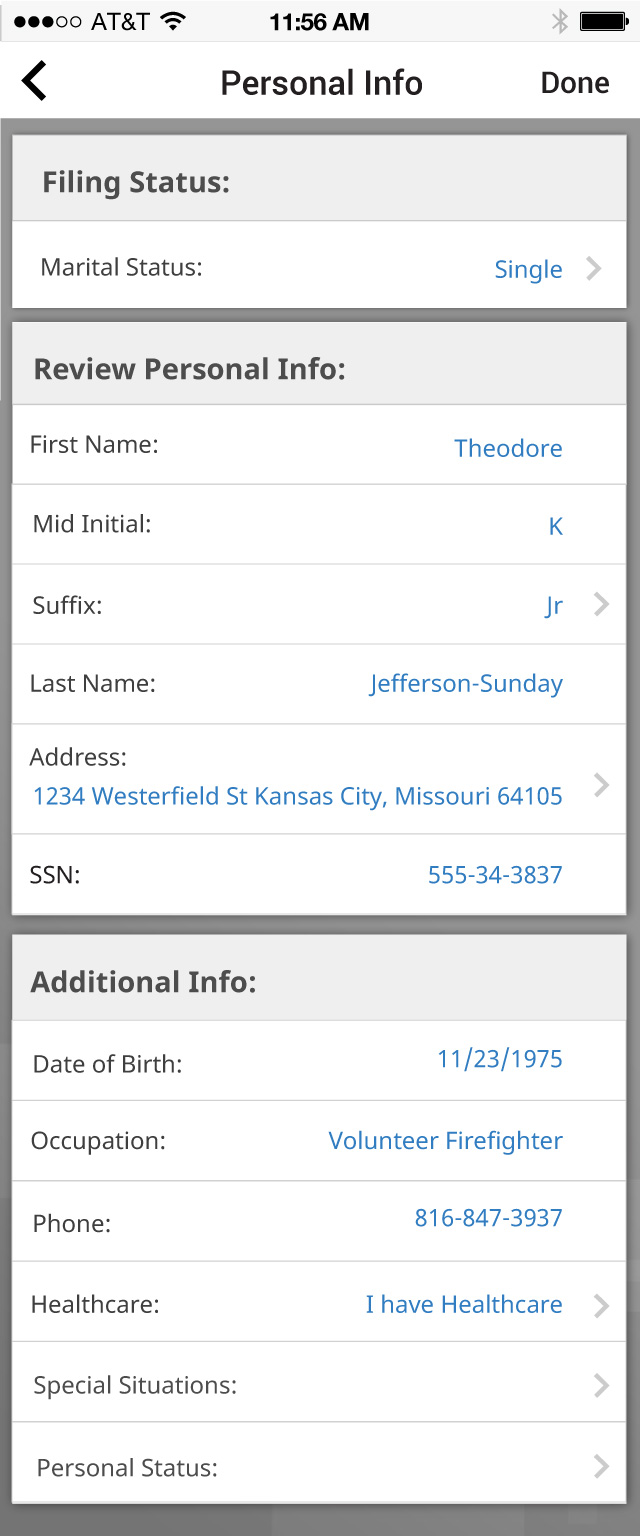 AT&T 11:56 AM
Personal Info Done
Filing Status:
Marital Status: Single
Review Personal Info:
First Name: Theodore
Mid Initial: K
Suffix: Jr
Last Name: Jefferson-Sunday
Address:
1234 Westerfield St Kansas City, Missouri 64105
SSN: 555-34-3837
Additional Info:
Date of Birth: 11/23/1975
Occupation: Volunteer Firefighter
Phone: 816-847-3937
Healthcare: I have Healthcare
Special Situations:
Personal Status: